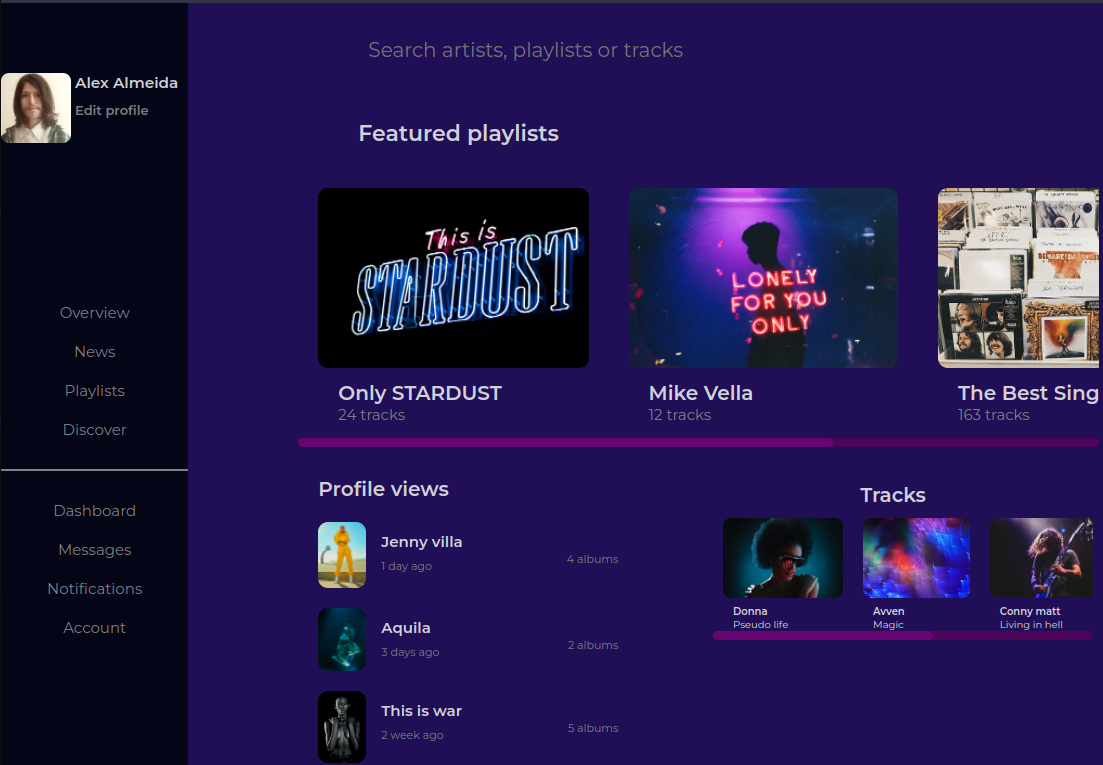 Alex Almeida
Edit profile
Overview
News
Playlists
Discover
Dashboard
Messages
Notifications
Account
Search artists, playlists or tracks
Featured playlists
This is
STARDUST
LONELY
FOR YOU
ONLY
Only STARDUST
24 tracks
Mike Vella
12 tracks
The Best Sing
163 tracks
Profile views
Jenny villa
1 day ago
4 albums
Aquila
3 days ago
2 albums
This is war
2 week ago
5 albums
Tracks
Donna
Pseudo life
Avven
Magic
Conny matt
Living in hell